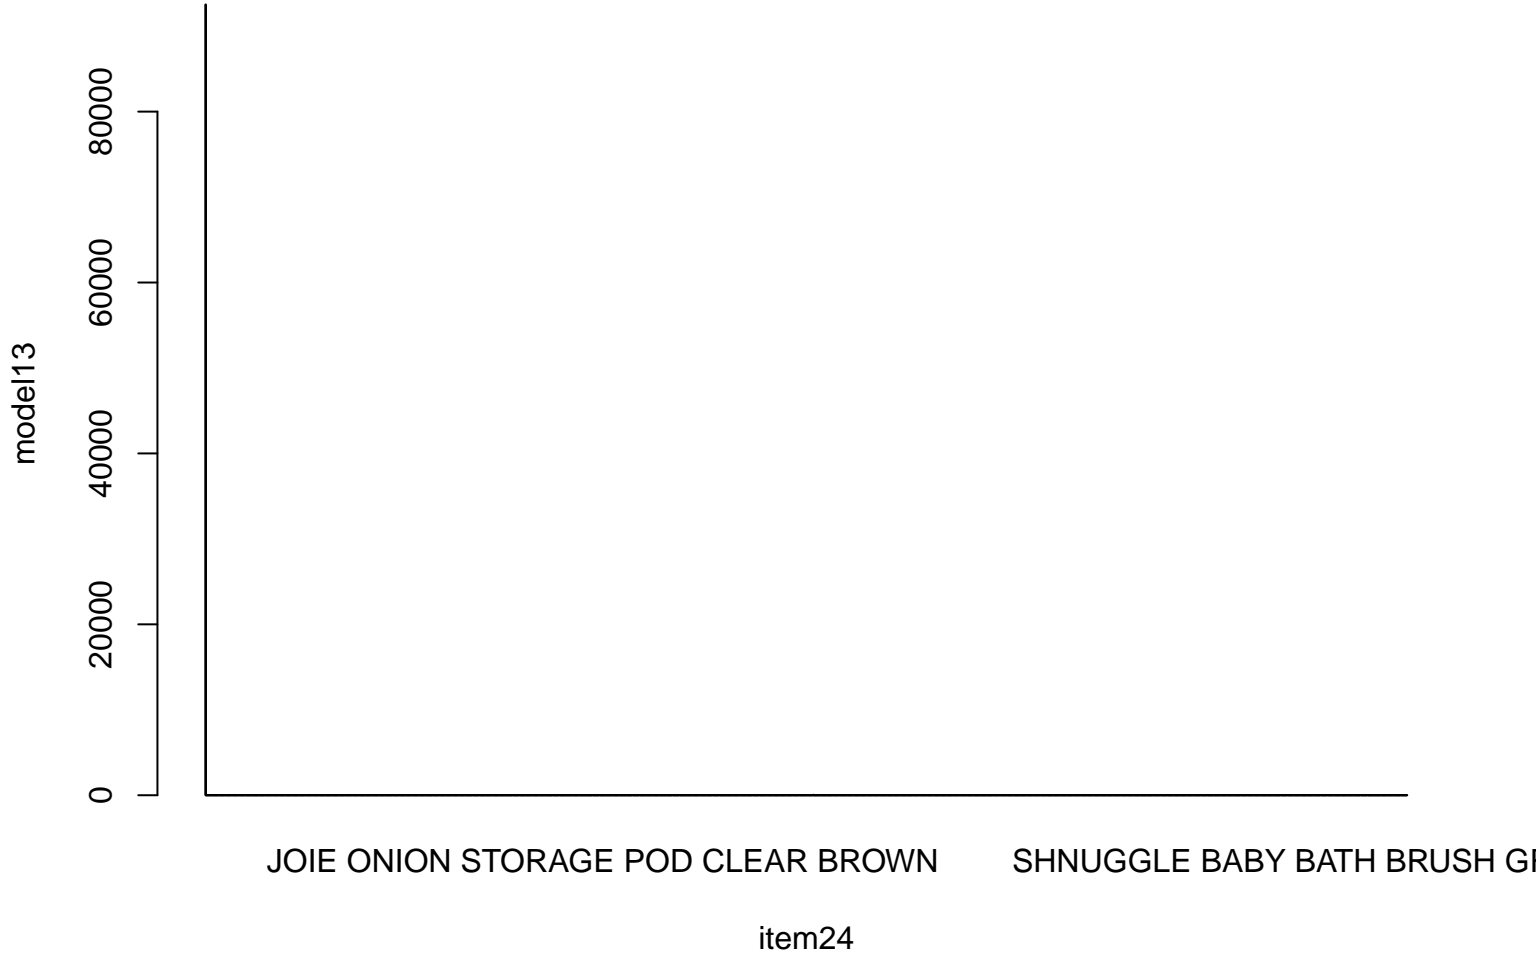 80000
60000
40000
20000
0
model13
JOIE ONION STORAGE POD CLEAR BROWN
SHNUGGLE BABY BATH BRUSH
item24